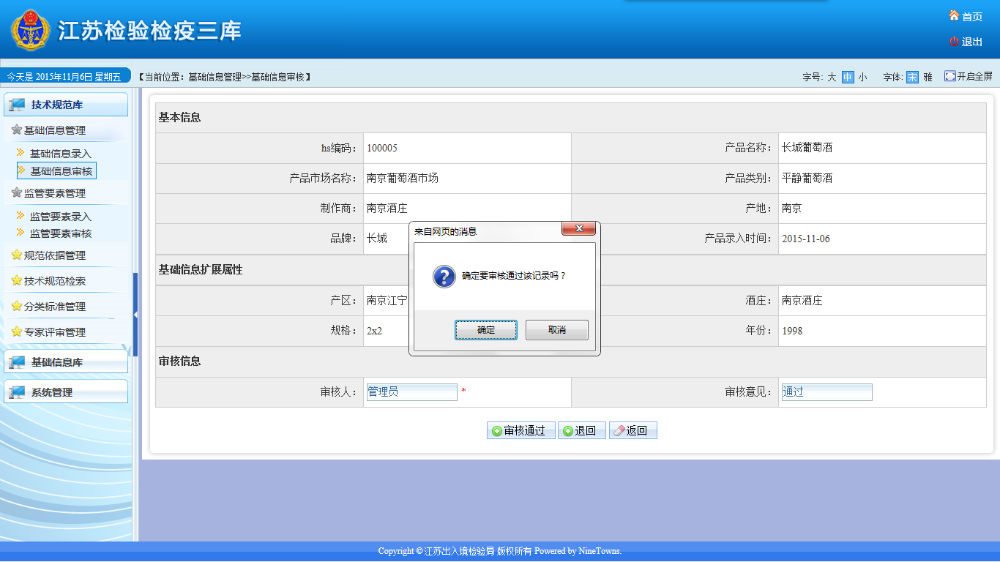 江苏检验检疫三库
首页
退出
今天是 2015年11月6日 星期五
【当前位置：基础信息管理>>基础信息审核】
字号: 大 中 小 字体: 宋 雅 开启全屏
技术规范库
基础信息管理
基础信息录入
基础信息审核
监管要素管理
监管要素录入
监管要素审核
规范依据管理
技术规范检索
分类标准管理
专家评审管理
基础信息库
系统管理
基本信息
hs编码： 100005 产品名称： 长城葡萄酒
产品市场名称： 南京葡萄酒市场 产品类别： 平静葡萄酒
制作商： 南京酒庄 产地： 南京
品牌： 长城 产品录入时间： 2015-11-06
基础信息扩展属性
产区： 南京江宁 酒庄： 南京酒庄
规格： 2x2 年份： 1998
审核信息
审核人： 管理员 * 审核意见： 通过
审核通过 退回 返回
来自网页的消息
确定要审核通过该记录吗？
确定 取消
Copyright © 江苏出入境检验局 版权所有 Powered by NineTowns.